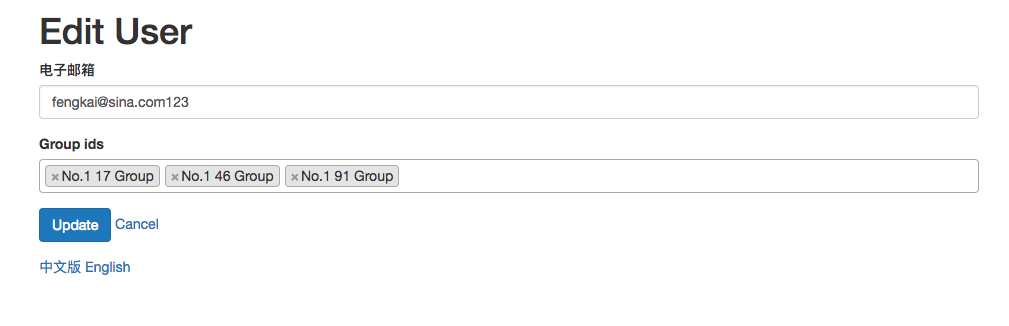 Edit User
电子邮箱
fengkai@sina.com123
Group ids
×No.1 17 Group ×No.1 46 Group ×No.1 91 Group
Update Cancel
中文版 English